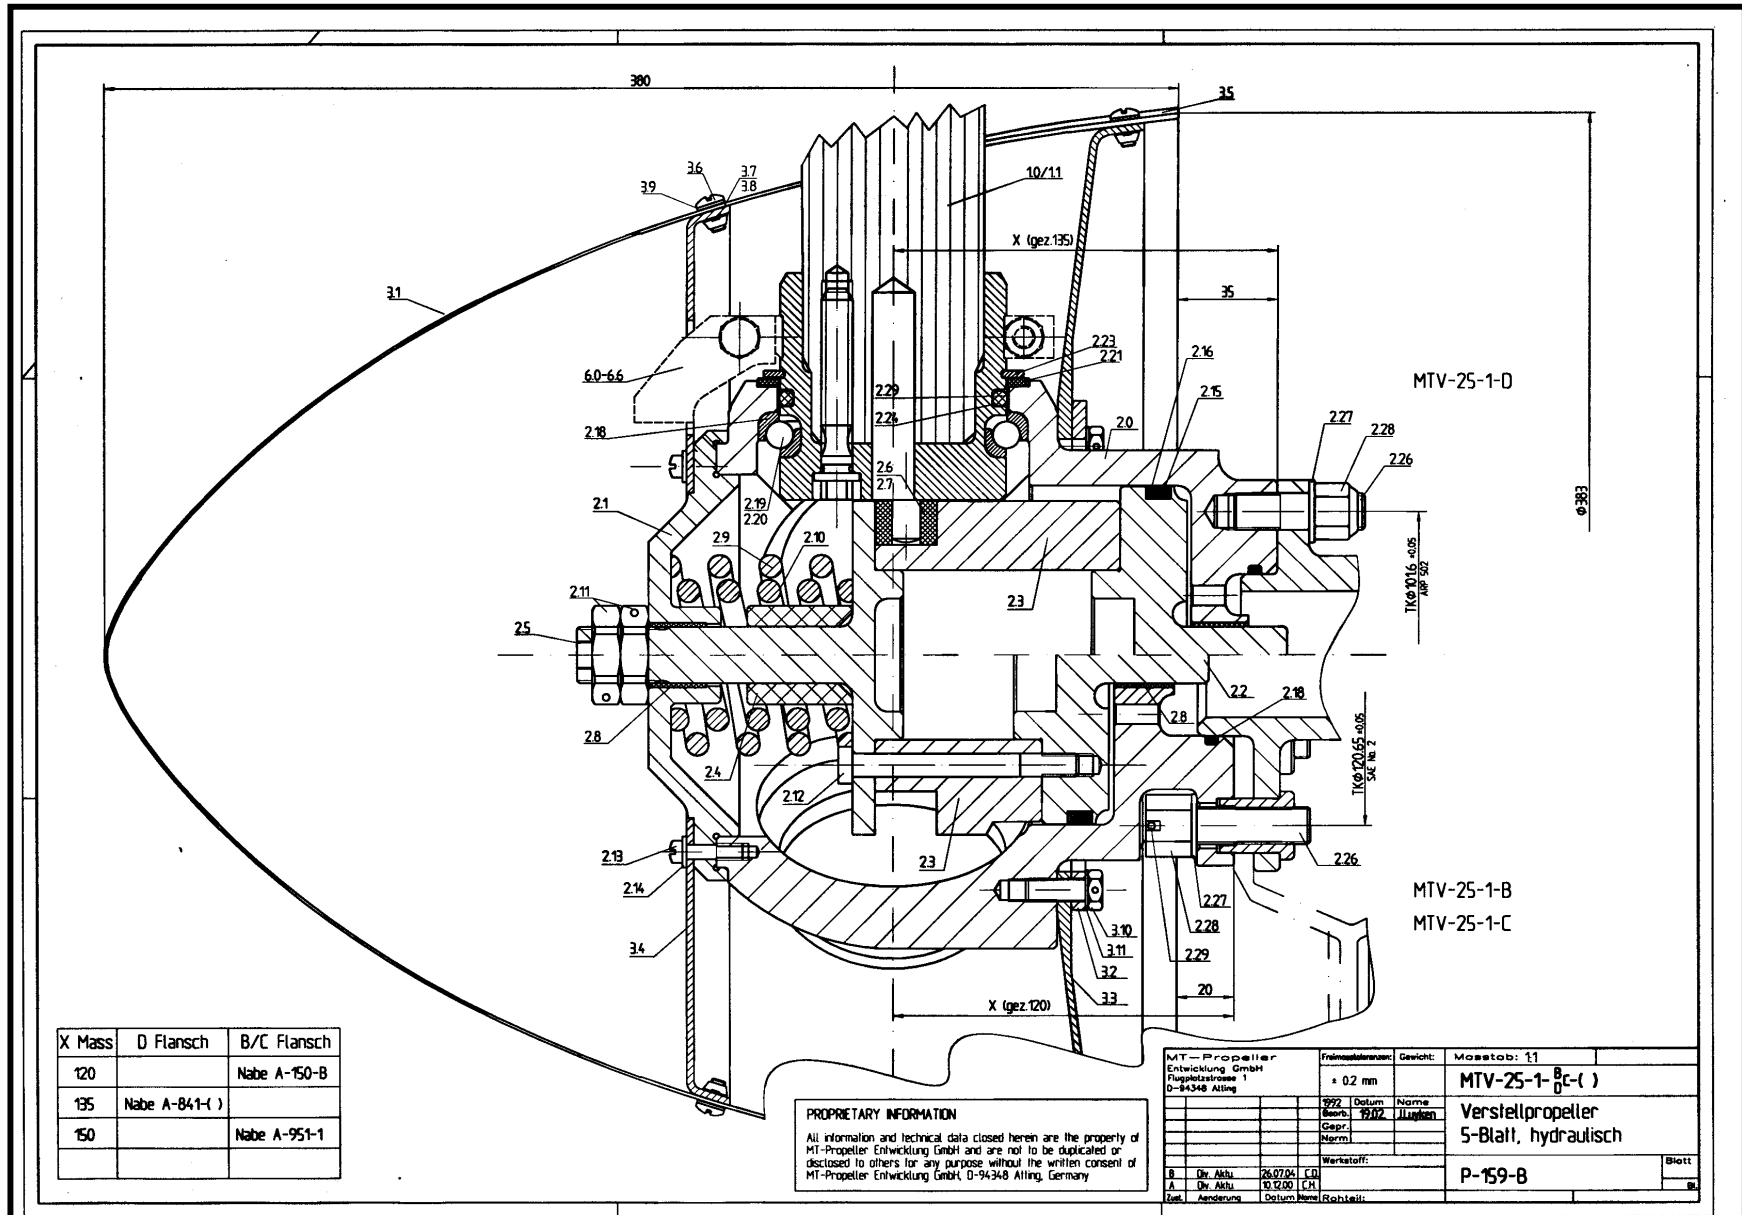 380
3.5
3.6
3.7
3.8
3.9
1.0/1.1
X (gez.135)
3.1
35
2.23
2.21
2.16
6.0-6.6
2.29
2.15
MTV-25-1-D
2.24
2.18
2.0
2.27
2.28
2.6
2.7
2.26
2.1
2.19
2.20
Φ383
2.9
2.10
TKΦ101.6 ±0.05
ARP 502
2.11
2.3
2.5
2.2
2.18
2.8
2.8
2.4
TKΦ120.65 ±0.05
SAE No. 2
2.12
2.13
2.3
2.26
2.14
MTV-25-1-B
2.27
2.28
MTV-25-1-C
3.10
3.4
3.11
2.29
3.2
3.3
20
X (gez.120)
X Mass D Flansch B/C Flansch
120 Nabe A-150-B
135 Nabe A-841-( )
150 Nabe A-951-1
PROPRIETARY INFORMATION
All information and technical data closed herein are the property of
MT-Propeller Entwicklung GmbH and are not to be duplicated or
disclosed to others for any purpose without the written consent of
MT-Propeller Entwicklung GmbH, D-94348 Atting, Germany
MT-Propeller
Entwicklung GmbH
Flugplatzstrasse 1
D-94348 Atting
Freimasstoleranzen:
± 0.2 mm
Gewicht:
Masstab: 1:1
MTV-25-1-B/D C-( )
1992 Datum Name
Bearb. 19.02.
Gepr.
Norm
Verstellpropeller
5-Blatt, hydraulisch
Werkstoff:
P-159-B
Blatt
B Div. Aktu. 26.07.04 C.D.
A Div. Aktu. 10.12.00 C.H.
Zust. Aenderung Datum Name Rohteil: